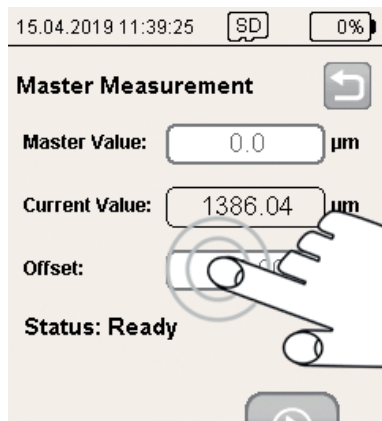 15.04.2019 11:39:25 SD 0%
Master Measurement
Master Value: 0.0 µm
Current Value: 1386.04 µm
Offset:
Status: Ready